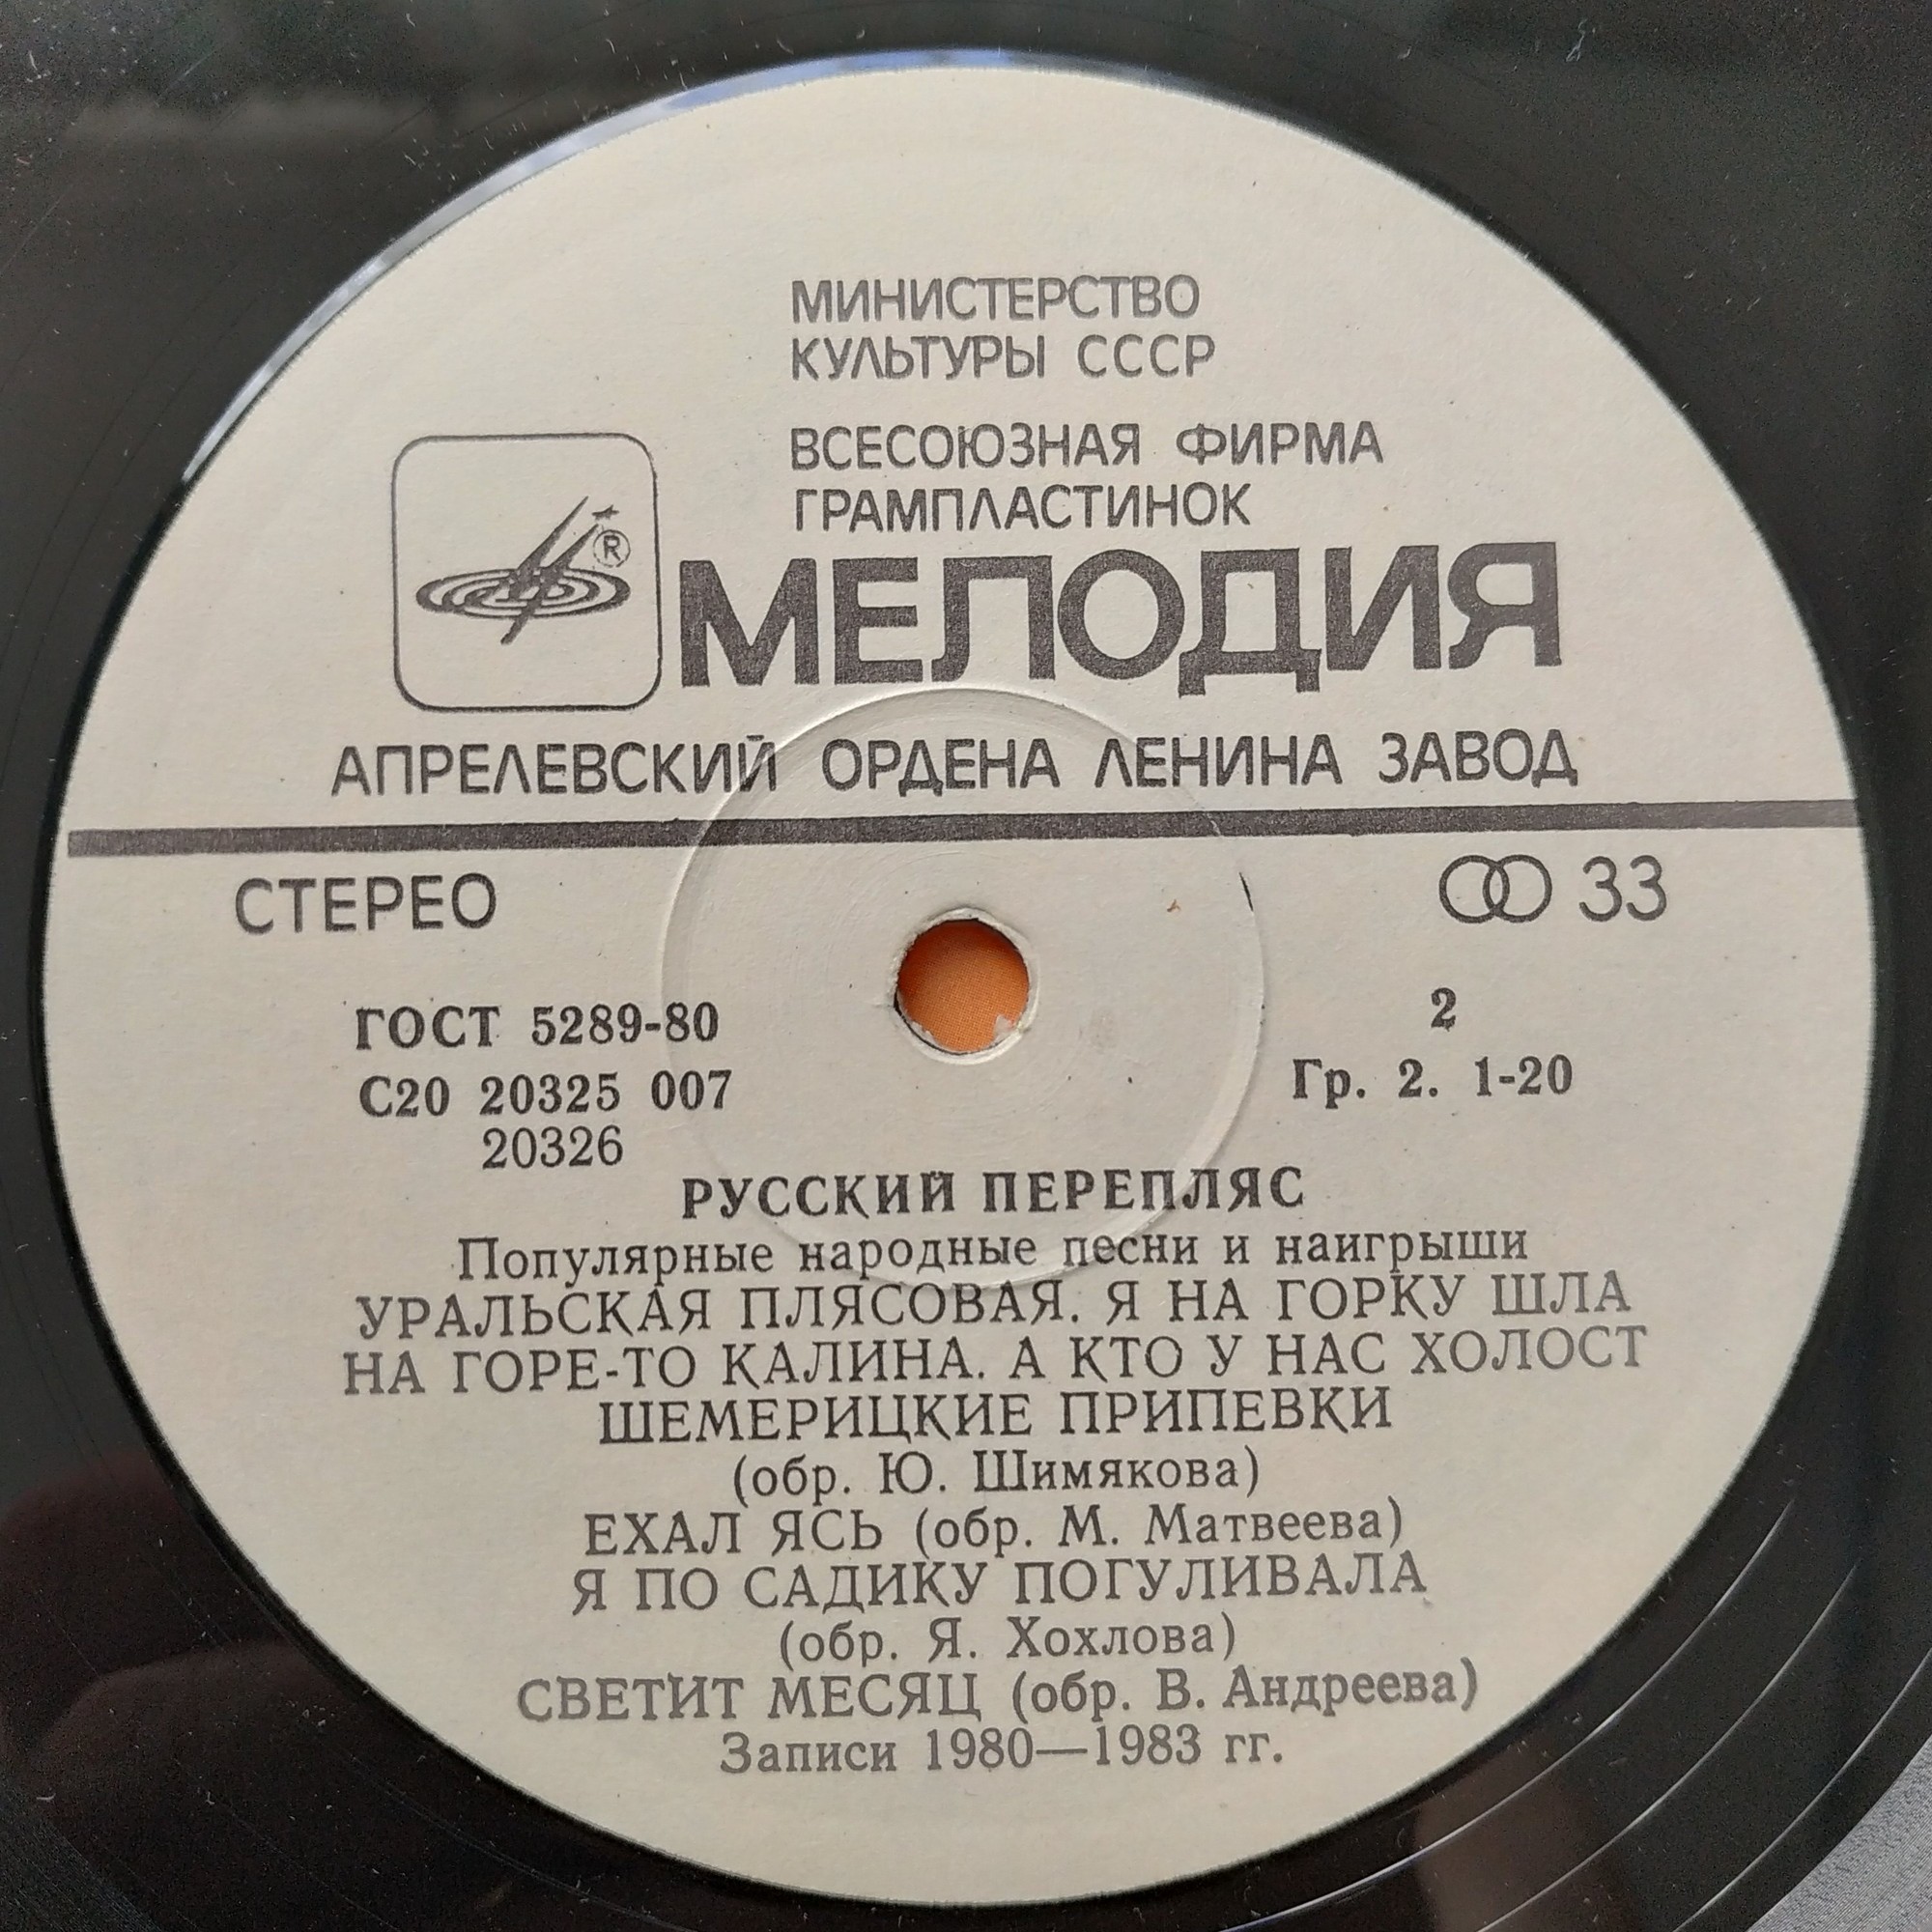 МИНИСТЕРСТВО
КУЛЬТУРЫ СССР
ВСЕСОЮЗНАЯ ФИРМА
ГРАМПЛАСТИНОК
®
МЕЛОДИЯ
АПРЕЛЕВСКИЙ ОРДЕНА ЛЕНИНА ЗАВОД
СТЕРЕО
33
ГОСТ 5289-80
2
С20 20325 007
Гр. 2. 1-20
20326
РУССКИЙ ПЕРЕПЛЯС
Популярные народные песни и наигрыши
УРАЛЬСКАЯ ПЛЯСОВАЯ. Я НА ГОРКУ ШЛА
НА ГОРЕ-ТО КАЛИНА. А КТО У НАС ХОЛОСТ
ШЕМЕРИЦКИЕ ПРИПЕВКИ
(обр. Ю. Шимякова)
ЕХАЛ ЯСЬ (обр. М. Матвеева)
Я ПО САДИКУ ПОГУЛИВАЛА
(обр. Я. Хохлова)
СВЕТИТ МЕСЯЦ (обр. В. Андреева)
Записи 1980—1983 гг.